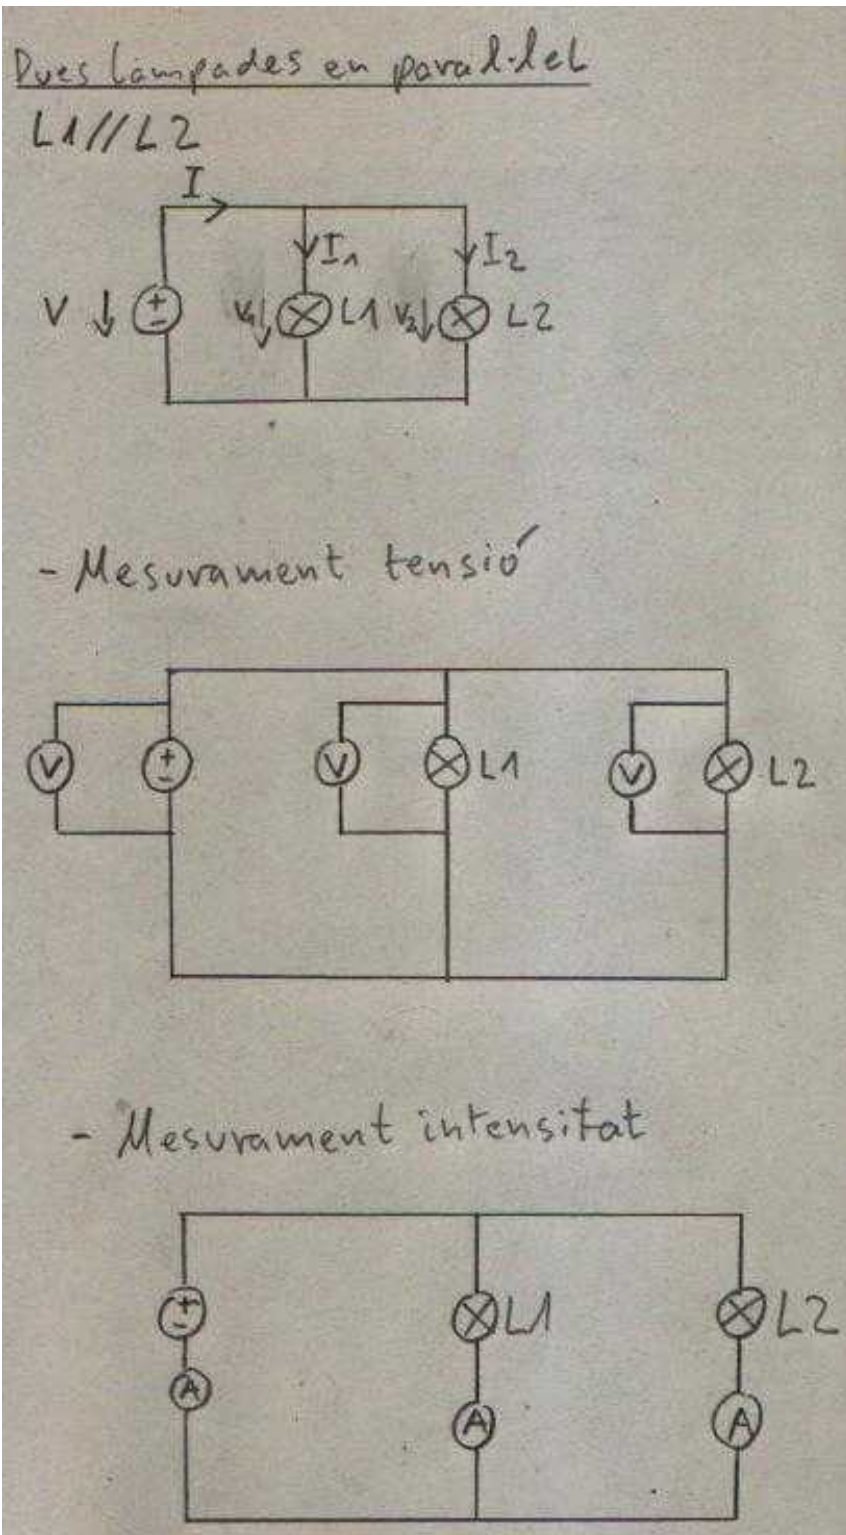 Dues làmpades en paral·lel
L1//L2
I
I1 I2
V V1 L1 V2 L2
+
-
- Mesurament tensió
V + - V L1 V L2
- Mesurament intensitat
+ - L1 L2
A A A